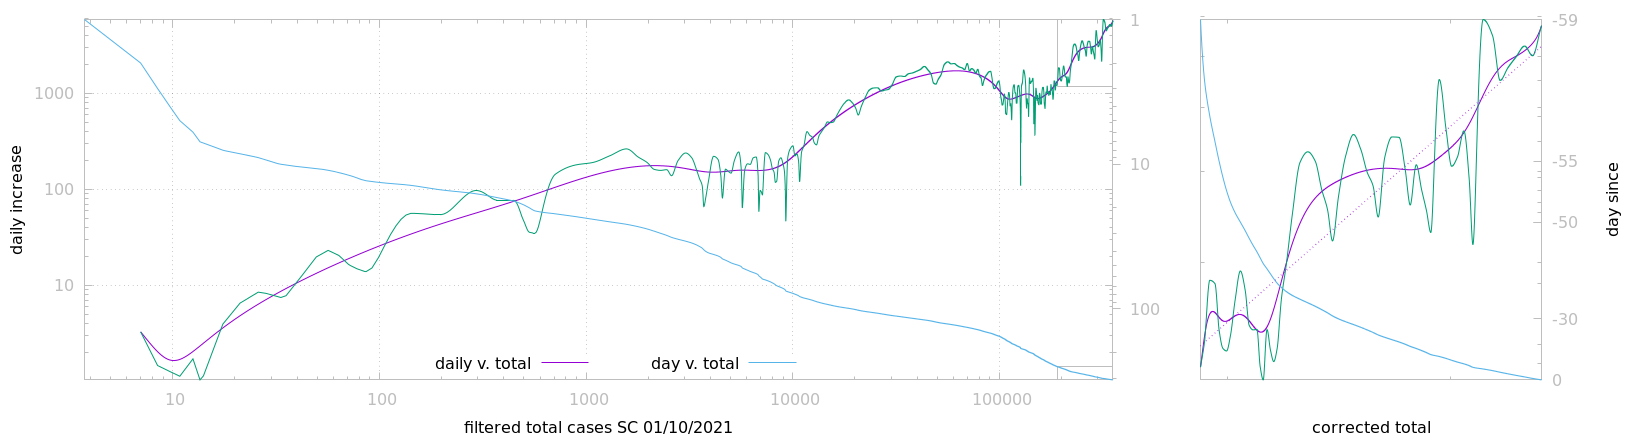 1000
100
10
daily increase
10
100
1000
10000
100000
filtered total cases SC 01/10/2021
daily v. total
day v. total
1
10
100
-59
-55
-50
-30
0
day since
corrected total